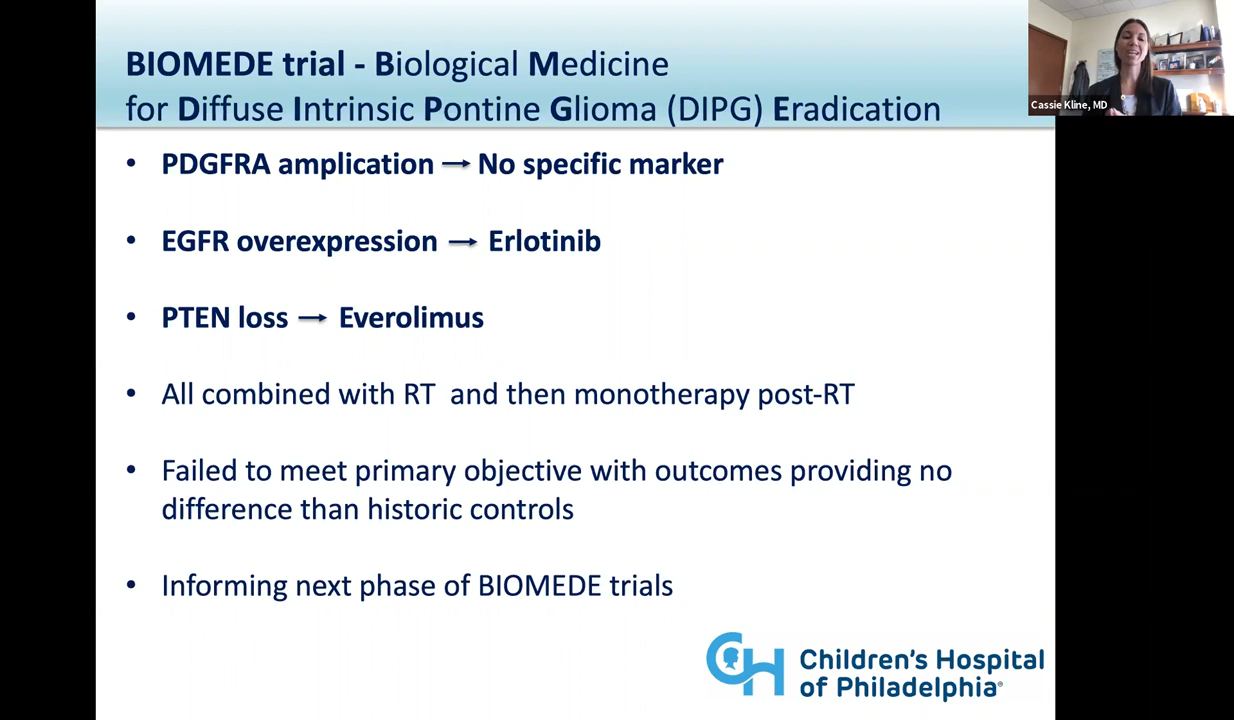 BIOMEDE trial - Biological Medicine
for Diffuse Intrinsic Pontine Glioma (DIPG) Eradication
• PDGFRA amplication → No specific marker
• EGFR overexpression → Erlotinib
• PTEN loss → Everolimus
• All combined with RT and then monotherapy post-RT
• Failed to meet primary objective with outcomes providing no
difference than historic controls
• Informing next phase of BIOMEDE trials
CH Children's Hospital
of Philadelphia®
Cassie Kline, MD